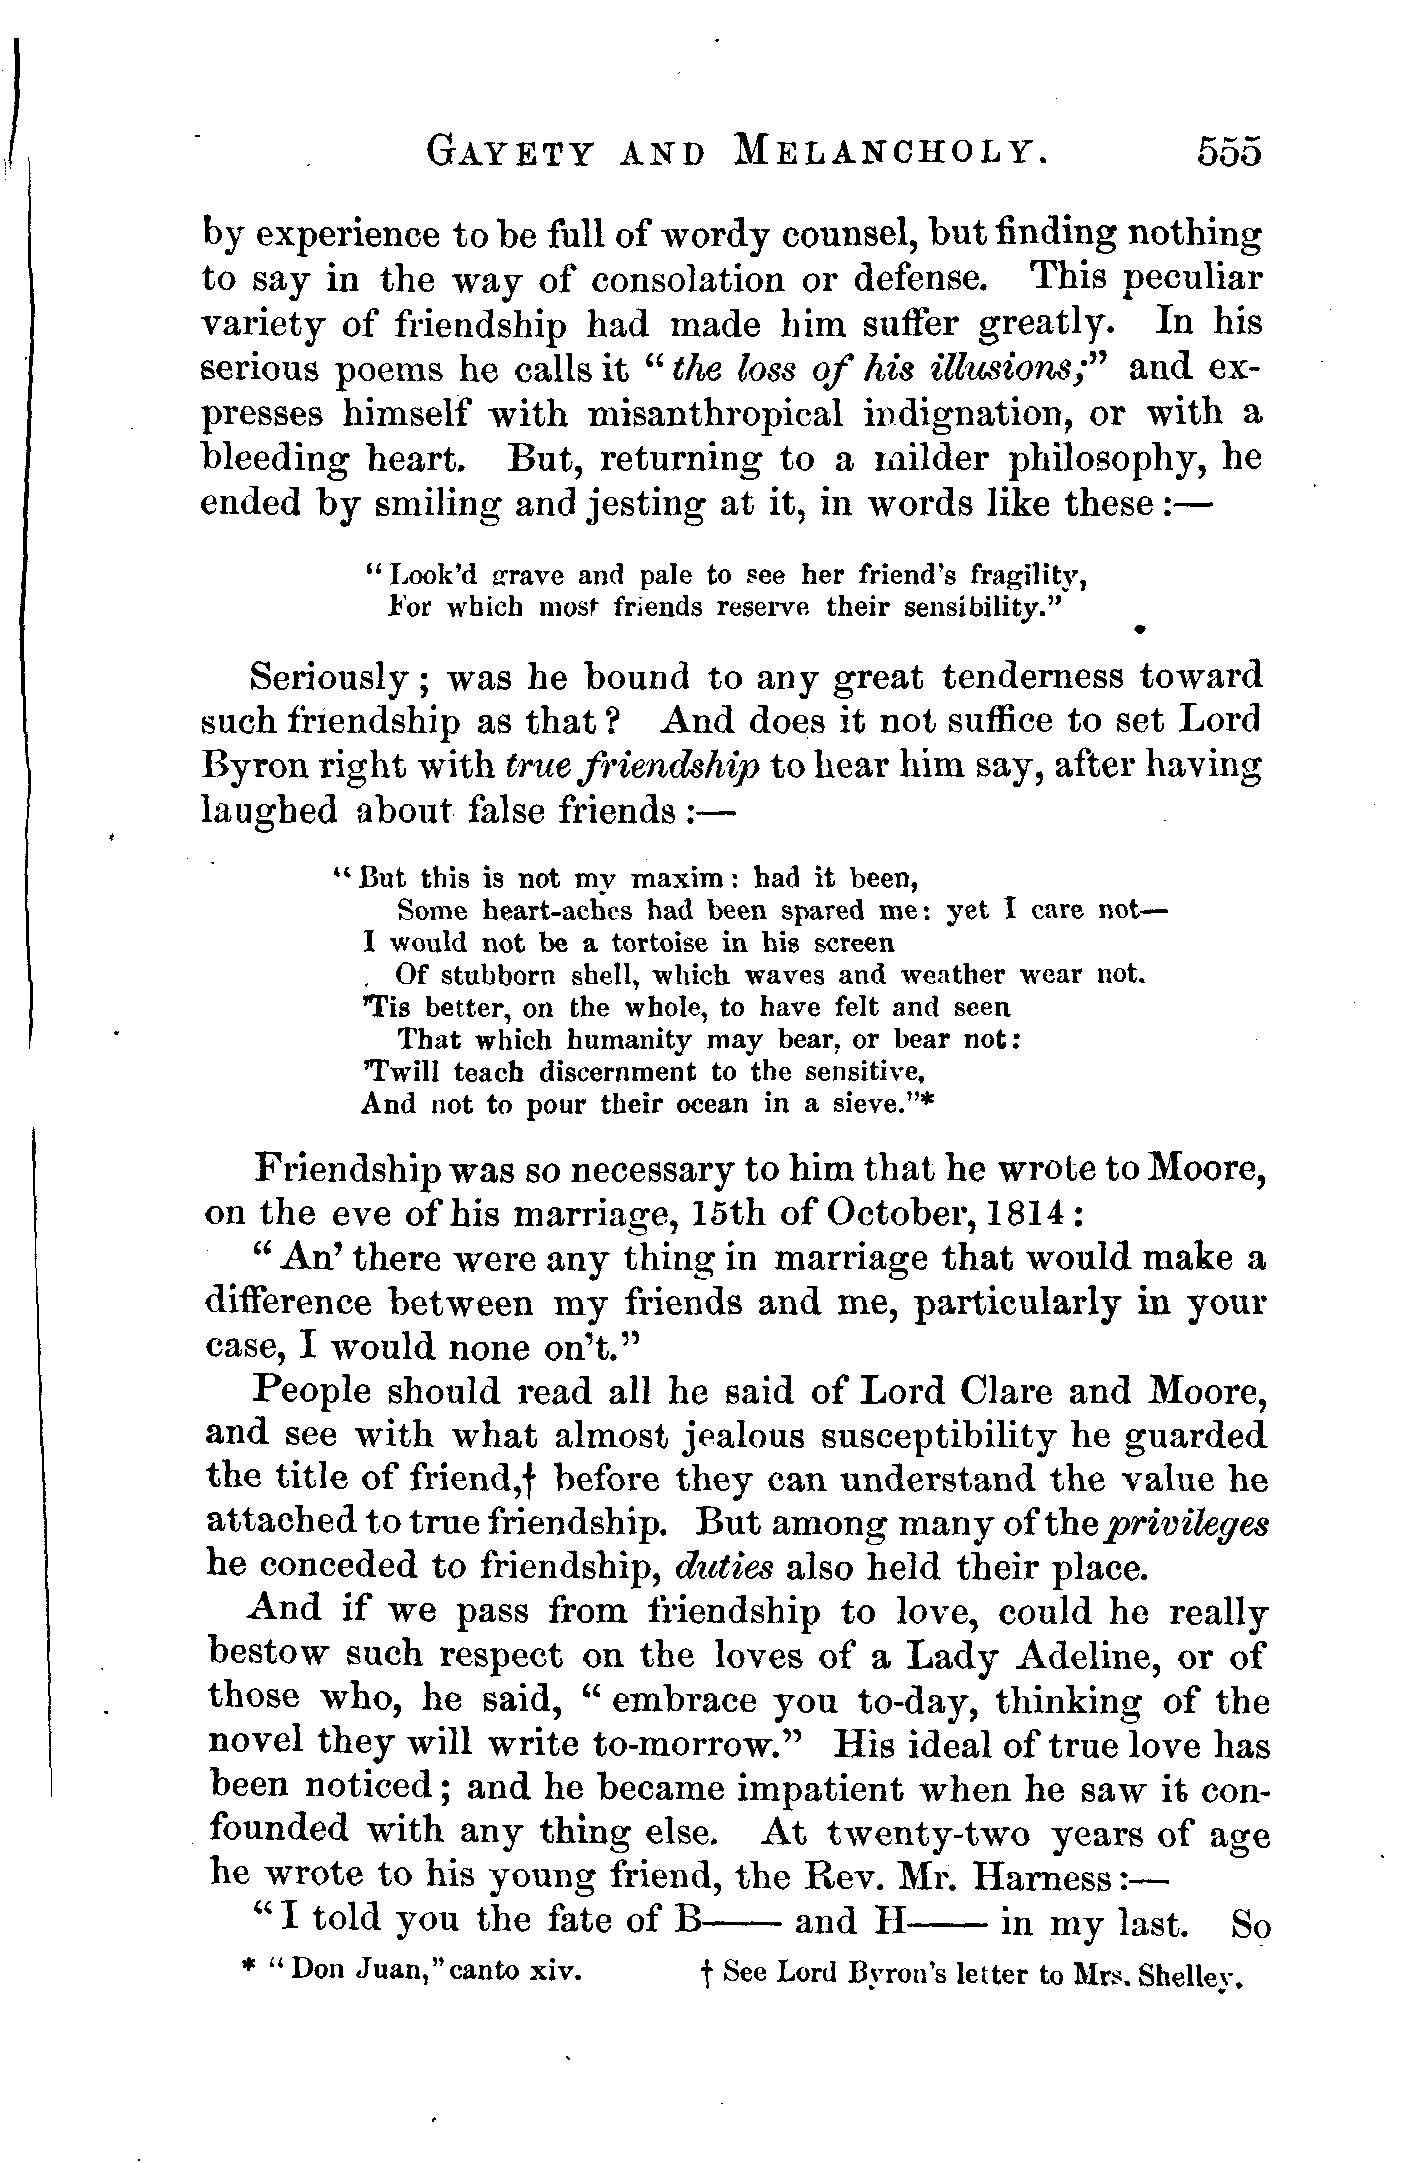 GAYETY AND MELANCHOLY. 555
by experience to be full of wordy counsel, but finding nothing
to say in the way of consolation or defense. This peculiar
variety of friendship had made him suffer greatly. In his
serious poems he calls it "the loss of his illusions;" and ex-
presses himself with misanthropical indignation, or with a
bleeding heart. But, returning to a milder philosophy, he
ended by smiling and jesting at it, in words like these:—
"Look'd grave and pale to see her friend's fragility,
For which most friends reserve their sensibility."
Seriously; was he bound to any great tenderness toward
such friendship as that? And does it not suffice to set Lord
Byron right with true friendship to hear him say, after having
laughed about false friends:—
"But this is not my maxim: had it been,
Some heart-aches had been spared me: yet I care not—
I would not be a tortoise in his screen
Of stubborn shell, which waves and weather wear not.
'Tis better, on the whole, to have felt and seen
That which humanity may bear, or bear not:
'Twill teach discernment to the sensitive,
And not to pour their ocean in a sieve."*
Friendship was so necessary to him that he wrote to Moore,
on the eve of his marriage, 15th of October, 1814:
"An' there were any thing in marriage that would make a
difference between my friends and me, particularly in your
case, I would none on't."
People should read all he said of Lord Clare and Moore,
and see with what almost jealous susceptibility he guarded
the title of friend,† before they can understand the value he
attached to true friendship. But among many of the privileges
he conceded to friendship, duties also held their place.
And if we pass from friendship to love, could he really
bestow such respect on the loves of a Lady Adeline, or of
those who, he said, "embrace you to-day, thinking of the
novel they will write to-morrow." His ideal of true love has
been noticed; and he became impatient when he saw it con-
founded with any thing else. At twenty-two years of age
he wrote to his young friend, the Rev. Mr. Harness:—
"I told you the fate of B—— and H—— in my last. So
* "Don Juan," canto xiv. † See Lord Byron's letter to Mrs. Shelley.